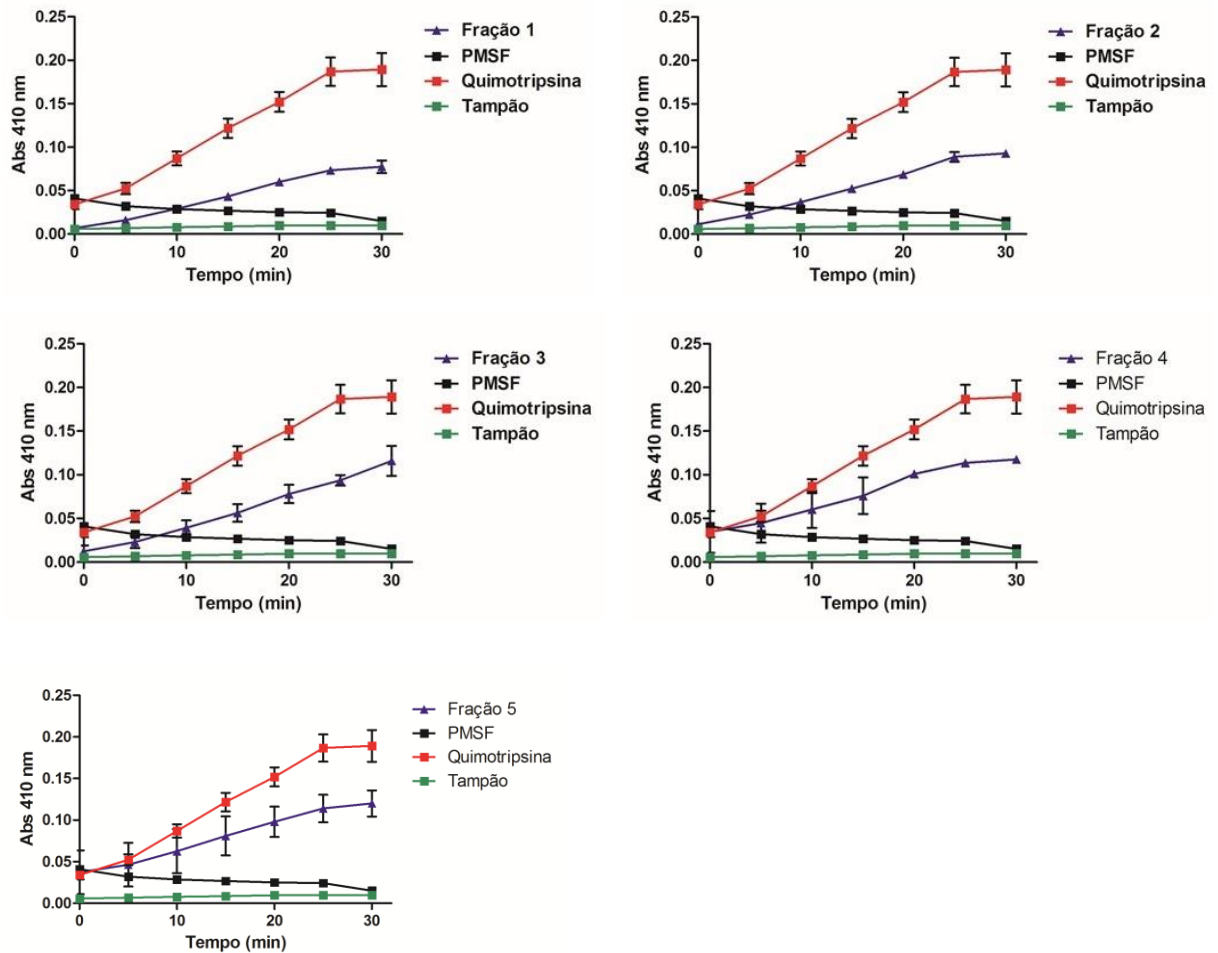 0.25
0.20
0.15
0.10
0.05
0.00
Abs 410 nm
0
10
20
30
Tempo (min)
Fração 1
PMSF
Quimotripsina
Tampão
0.25
0.20
0.15
0.10
0.05
0.00
Abs 410 nm
0
10
20
30
Tempo (min)
Fração 2
PMSF
Quimotripsina
Tampão
0.25
0.20
0.15
0.10
0.05
0.00
Abs 410 nm
0
10
20
30
Tempo (min)
Fração 3
PMSF
Quimotripsina
Tampão
0.25
0.20
0.15
0.10
0.05
0.00
Abs 410 nm
0
10
20
30
Tempo (min)
Fração 4
PMSF
Quimotripsina
Tampão
0.25
0.20
0.15
0.10
0.05
0.00
Abs 410 nm
0
10
20
30
Tempo (min)
Fração 5
PMSF
Quimotripsina
Tampão